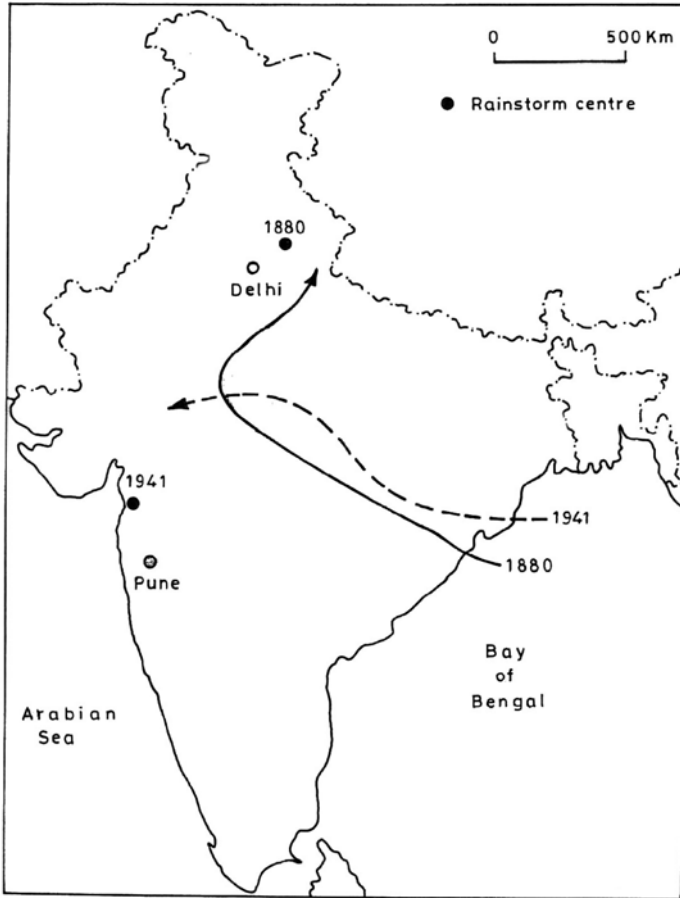 0 500 Km
Rainstorm centre
1880
Delhi
1941
1941
1880
Pune
Bay
of
Bengal
Arabian
Sea